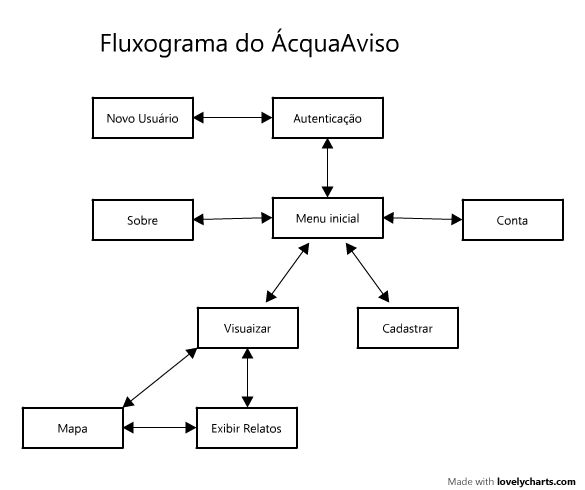 Fluxograma do ÁcquaAviso
Novo Usuário
Autenticação
Sobre
Menu inicial
Conta
Visuaizar
Cadastrar
Mapa
Exibir Relatos
Made with lovelycharts.com